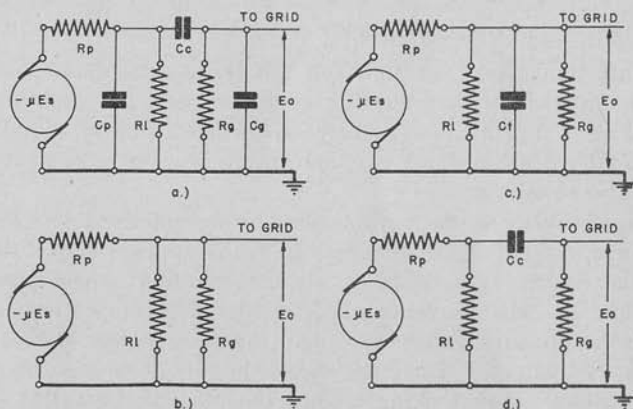 TO GRID
Rp
Cc
-μEs
Cp
Rl
Rg
Cg
Eo
a.)
TO GRID
Rp
-μEs
Rl
Ct
Rg
Eo
c.)
TO GRID
Rp
-μEs
Rl
Rg
Eo
b.)
TO GRID
Rp
Cc
-μEs
Rl
Rg
Eo
d.)